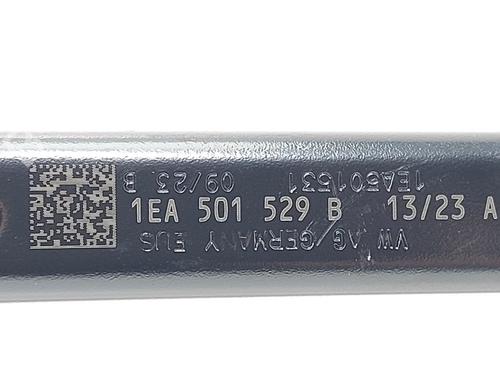 1EA501531
09/23 B
1EA 501 529 B 13/23 A
VW AG/GERMANY EUS